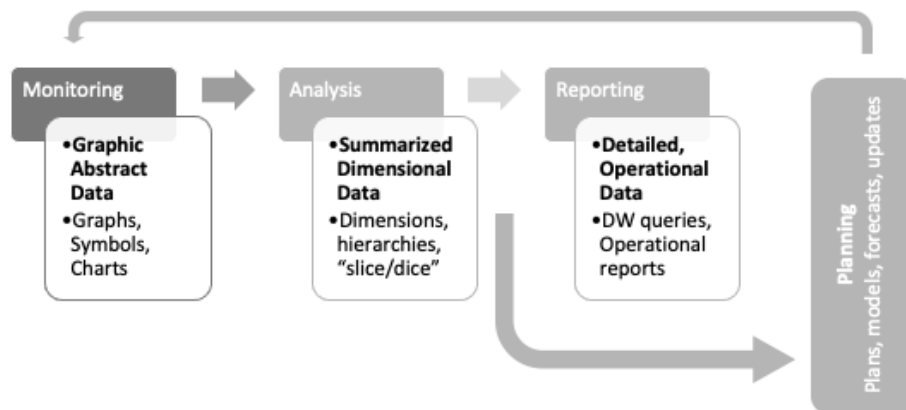 Monitoring
•Graphic
Abstract
Data
•Graphs,
Symbols,
Charts
Analysis
•Summarized
Dimensional
Data
•Dimensions,
hierarchies,
“slice/dice”
Reporting
•Detailed,
Operational
Data
•DW queries,
Operational
reports
Planning
Plans, models, forecasts, updates